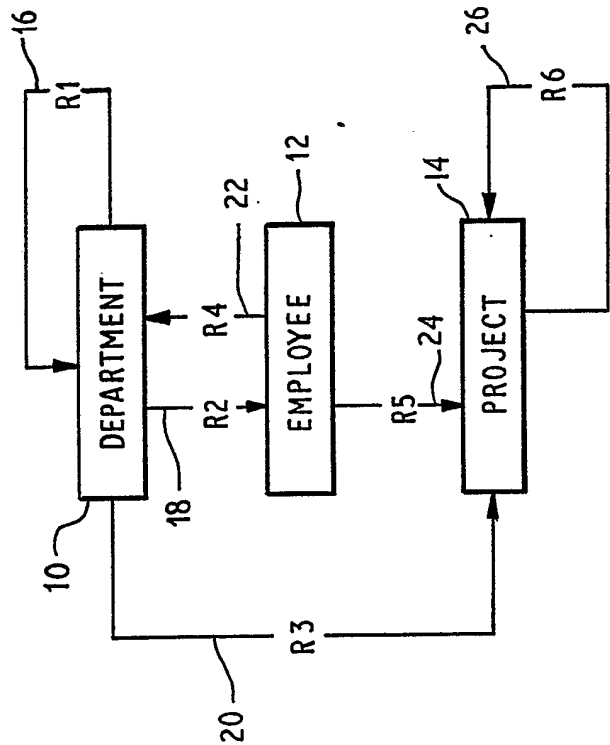 10
16
R1
DEPARTMENT
18
R2
R4
20
22
R3
EMPLOYEE
12
R5
24
14
26
PROJECT
R6